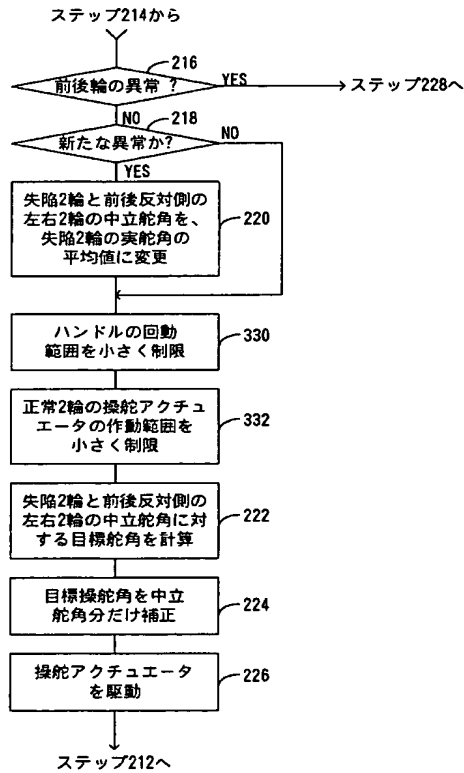 ステップ214から
216
前後輪の異常 ?
YES
ステップ228へ
NO
218
新たな異常か?
NO
YES
失陥2輪と前後反対側の
左右2輪の中立舵角を、
失陥2輪の実舵角の
平均値に変更
220
ハンドルの回動
範囲を小さく制限
330
正常2輪の操舵アクチュ
エータの作動範囲を
小さく制限
332
失陥2輪と前後反対側の
左右2輪の中立舵角に対
する目標舵角を計算
222
目標操舵角を中立
舵角分だけ補正
224
操舵アクチュエータ
を駆動
226
ステップ212へ